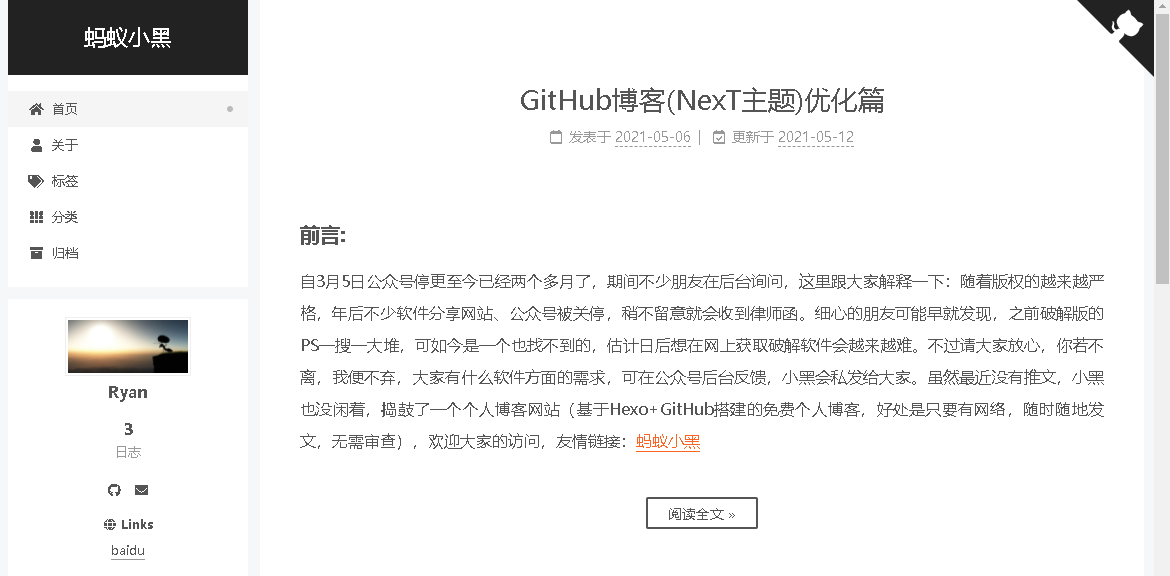 蚂蚁小黑
首页
关于
标签
分类
归档
Ryan
3
日志
Links
baidu
GitHub博客(NexT主题)优化篇
发表于 2021-05-06 | 更新于 2021-05-12
前言:
自3月5日公众号停更至今已经两个多月了，期间不少朋友在后台询问，这里跟大家解释一下：随着版权的越来越严
格，年后不少软件分享网站、公众号被关停，稍不留意就会收到律师函。细心的朋友可能早就发现，之前破解版的
PS一搜一大堆，可如今是一个也找不到的，估计日后想在网上获取破解软件会越来越难。不过请大家放心，你若不
离，我便不弃，大家有什么软件方面的需求，可在公众号后台反馈，小黑会私发给大家。虽然最近没有推文，小黑
也没闲着，捣鼓了一个个人博客网站（基于Hexo+GitHub搭建的免费个人博客，好处是只要有网络，随时随地发
文，无需审查），欢迎大家的访问，友情链接：蚂蚁小黑
阅读全文 »